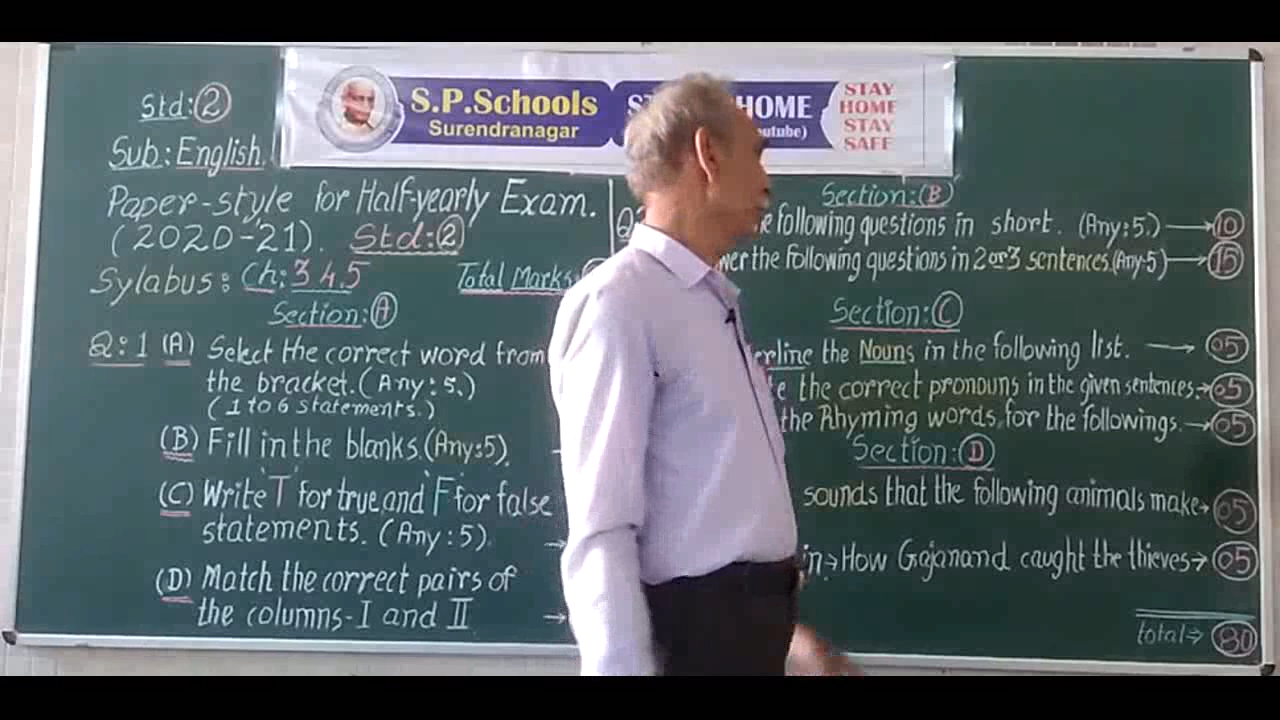 S.P.Schools
Surendranagar
HOME
STAY
HOME
STAY
SAFE
Std: 2
Sub: English.
Paper-style for Half-yearly Exam.
(2020-21). Std: 2
Sylabus: Ch: 3 4.5 Total Marks
Section: A
Q: 1 (A) Select the correct word from
the bracket. (Any: 5.)
(1 to 6 statements.)
(B) Fill in the blanks. (Any: 5).
(C) Write 'T' for true and 'F' for false
statements. (Any: 5).
(D) Match the correct pairs of
the columns - I and II
Section: B
the following questions in short. (Any: 5.) → 10
the following questions in 2 or 3 sentences. (Any-5) → 15
Section: C
the Nouns in the following list. → 05
the correct pronouns in the given sentences. → 05
the Rhyming words for the followings. → 05
Section: D
sounds that the following animals make → 05
→ How Gajanand caught the thieves → 05
total → 80